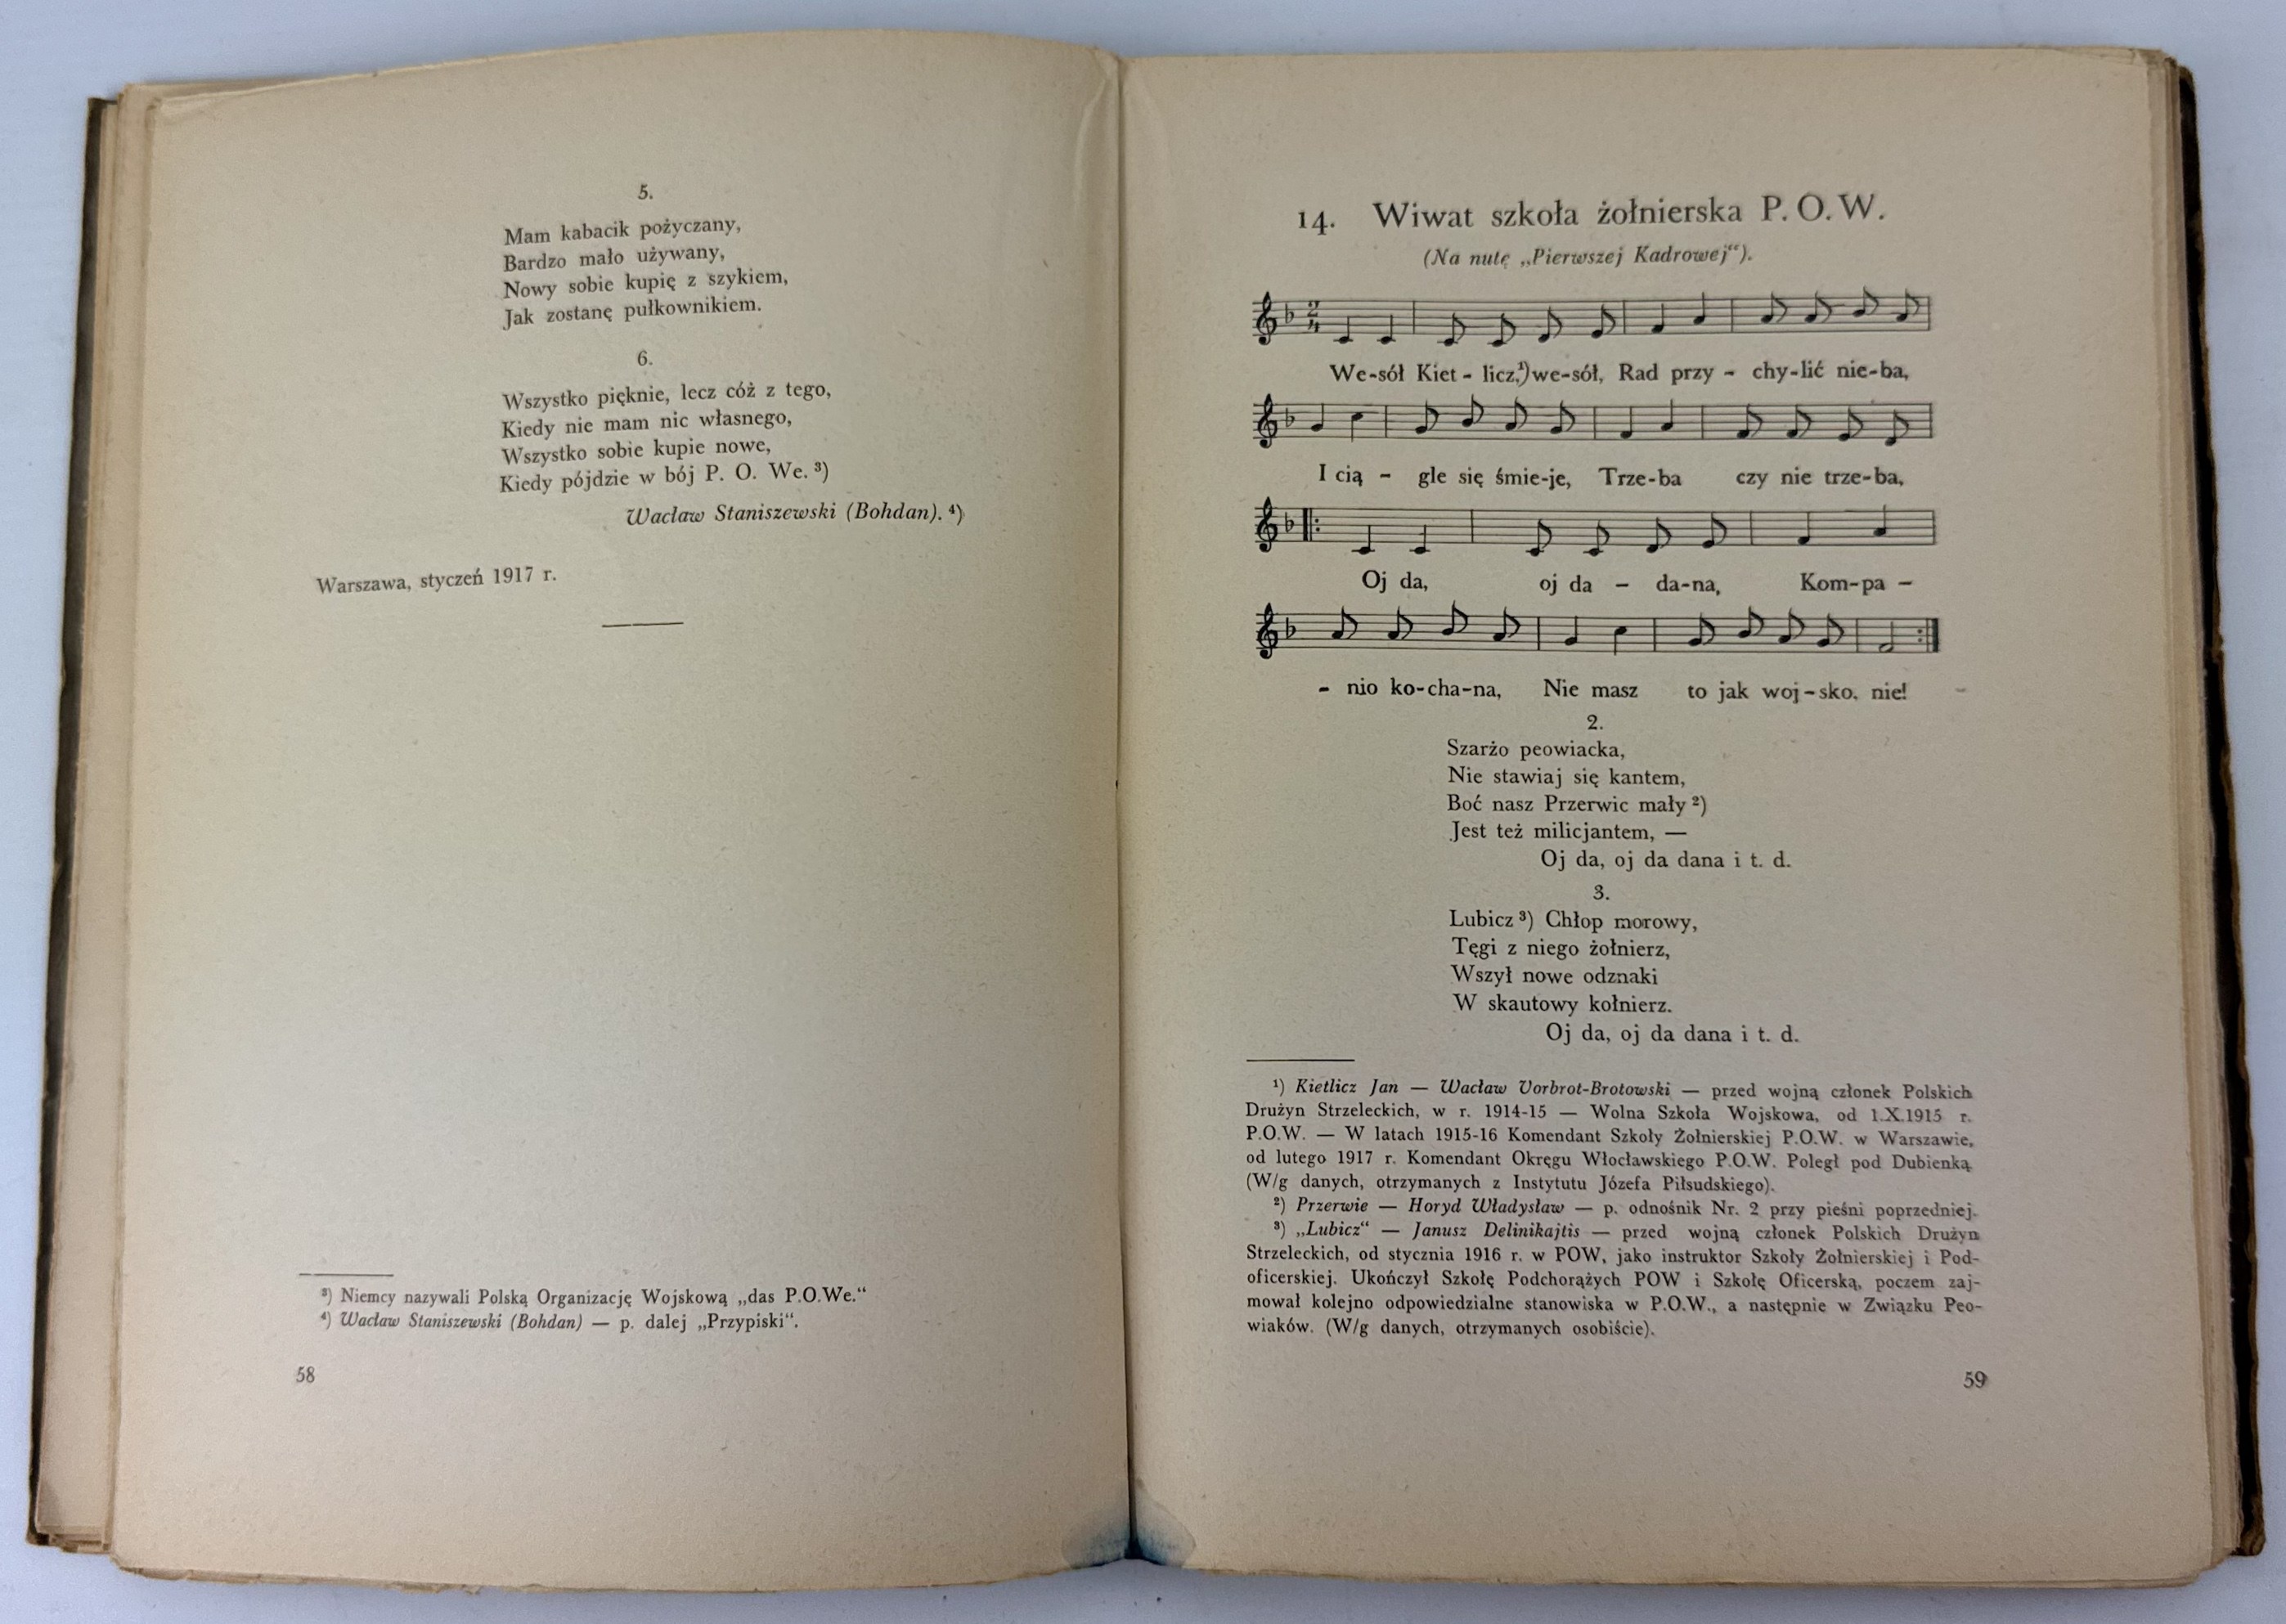 5.
Mam kabacik pożyczany,
Bardzo mało używany,
Nowy sobie kupię z szykiem,
Jak zostanę pułkownikiem.
6.
Wszystko pięknie, lecz cóż z tego,
Kiedy nie mam nic własnego,
Wszystko sobie kupie nowe,
Kiedy pójdzie w bój P. O. We. ³)
Wacław Staniszewski (Bohdan). ⁴)
Warszawa, styczeń 1917 r.
³) Niemcy nazywali Polską Organizację Wojskową „das P.O.We.“
⁴) Wacław Staniszewski (Bohdan) — p. dalej „Przypiski“.
58
14. Wiwat szkoła żołnierska P. O. W.
(Na nutę „Pierwszej Kadrowej“).
2
4
We-sół Kiet - licz,¹) we-sół, Rad przy - chy-lić nie-ba,
I cią - gle się śmie-je, Trze-ba czy nie trze-ba,
Oj da, oj da - da-na, Kom-pa -
- nio ko-cha-na, Nie masz to jak woj-sko, nie!
2.
Szarżo peowiacka,
Nie stawiaj się kantem,
Boć nasz Przerwic mały ²)
Jest też milicjantem, —
Oj da, oj da dana i t. d.
3.
Lubicz ³) Chłop morowy,
Tęgi z niego żołnierz,
Wszył nowe odznaki
W skautowy kołnierz.
Oj da, oj da dana i t. d.
¹) Kietlicz Jan — Wacław Vorbrot-Brotowski — przed wojną członek Polskich
Drużyn Strzeleckich, w r. 1914-15 — Wolna Szkoła Wojskowa, od 1.X.1915 r.
P.O.W. — W latach 1915-16 Komendant Szkoły Żołnierskiej P.O.W. w Warszawie,
od lutego 1917 r. Komendant Okręgu Włocławskiego P.O.W. Poległ pod Dubienką
(W/g danych, otrzymanych z Instytutu Józefa Piłsudskiego).
²) Przerwie — Horyd Władysław — p. odnośnik Nr. 2 przy pieśni poprzedniej.
³) „Lubicz“ — Janusz Delinikajtis — przed wojną członek Polskich Drużyn
Strzeleckich, od stycznia 1916 r. w POW, jako instruktor Szkoły Żołnierskiej i Pod-
oficerskiej. Ukończył Szkołę Podchorążych POW i Szkołę Oficerską, poczem zaj-
mował kolejno odpowiedzialne stanowiska w P.O.W., a następnie w Związku Peo-
wiaków. (W/g danych, otrzymanych osobiście).
59